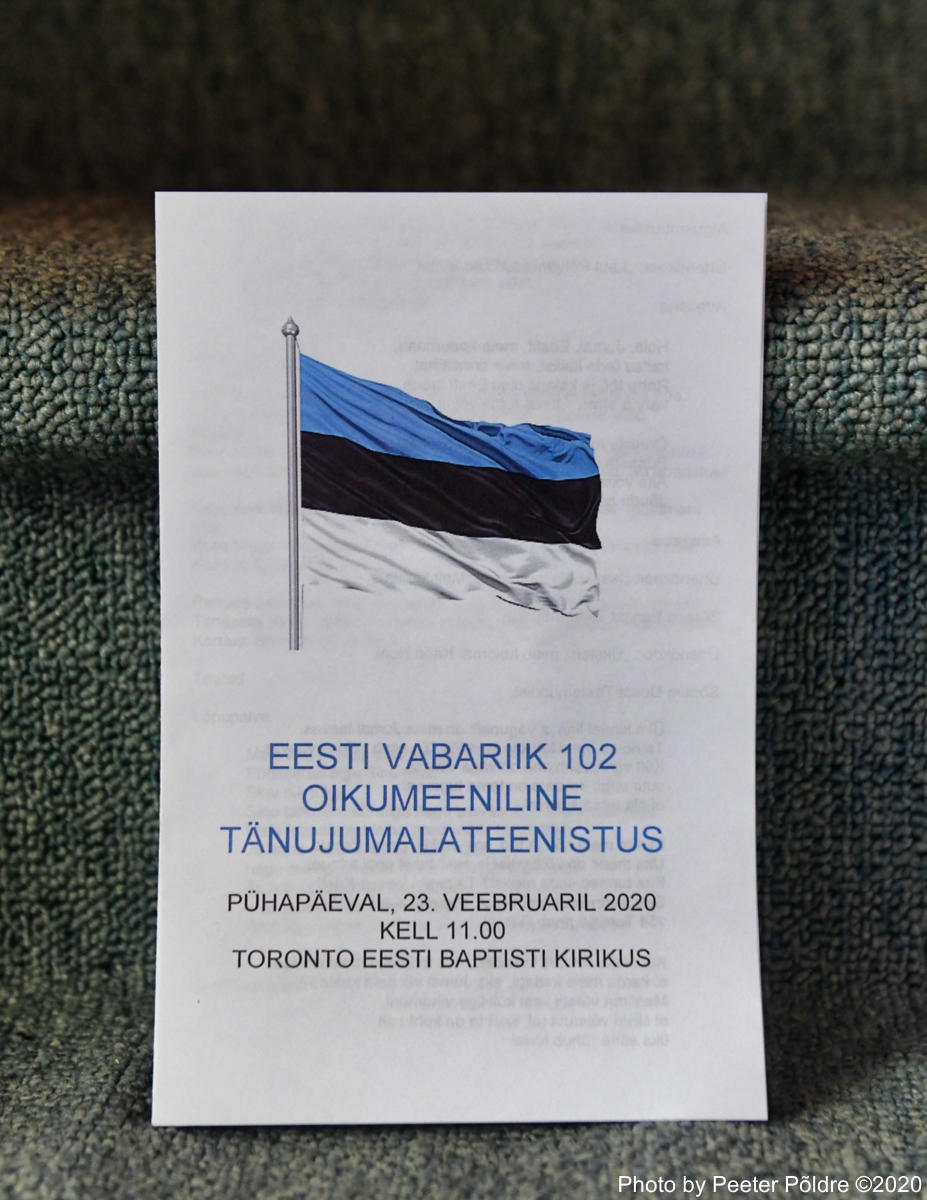 EESTI VABARIIK 102
OIKUMEENILINE
TÄNUJUMALATEENISTUS
PÜHAPÄEVAL, 23. VEEBRUARIL 2020
KELL 11.00
TORONTO EESTI BAPTISTI KIRIKUS
Photo by Peeter Põldre ©2020